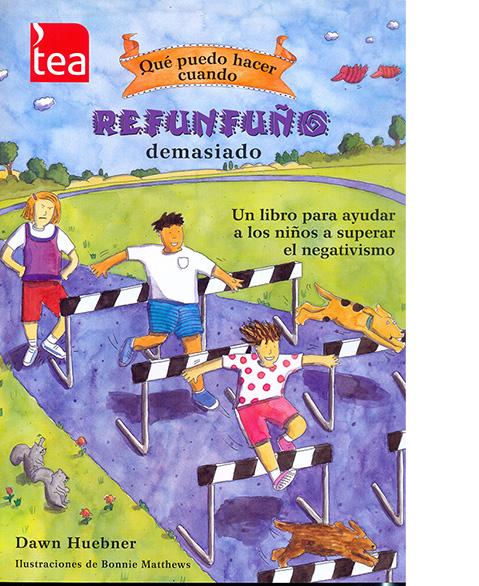 tea
Qué puedo hacer
cuando
REFUNFUÑO
demasiado
Un libro para ayudar
a los niños a superar
el negativismo
Dawn Huebner
Ilustraciones de Bonnie Matthews